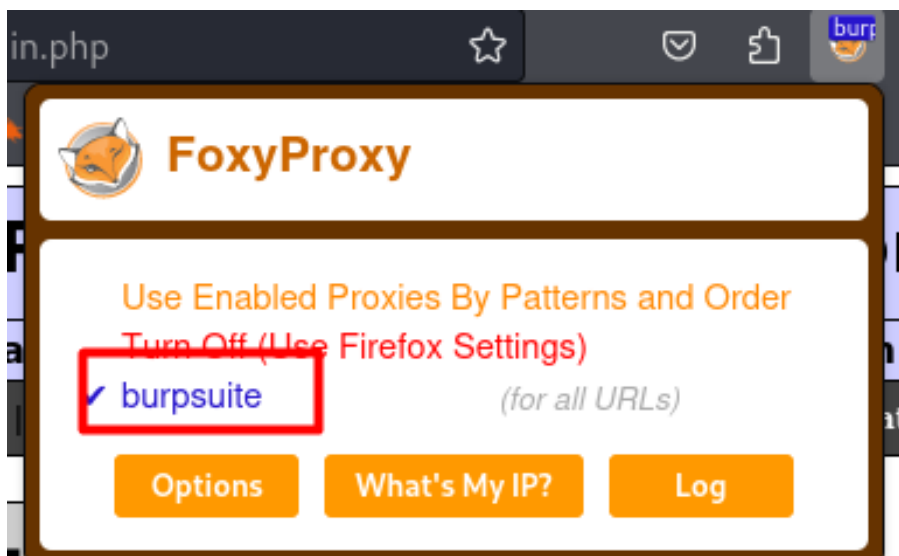 in.php
burp
FoxyProxy
Use Enabled Proxies By Patterns and Order
Turn Off (Use Firefox Settings)
✔ burpsuite (for all URLs)
Options What's My IP? Log